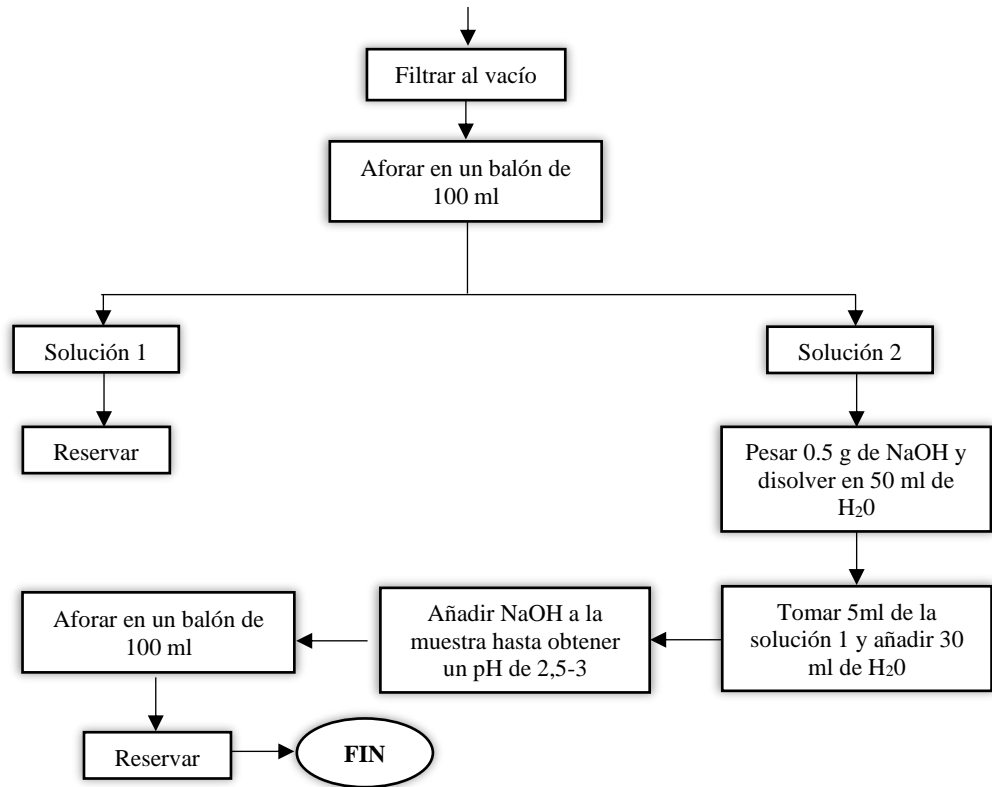 Filtrar al vacío
Aforar en un balón de
100 ml
Solución 1
Reservar
Solución 2
Pesar 0.5 g de NaOH y
disolver en 50 ml de
H₂0
Tomar 5ml de la
solución 1 y añadir 30
ml de H₂0
Añadir NaOH a la
muestra hasta obtener
un pH de 2,5-3
Aforar en un balón de
100 ml
Reservar
FIN